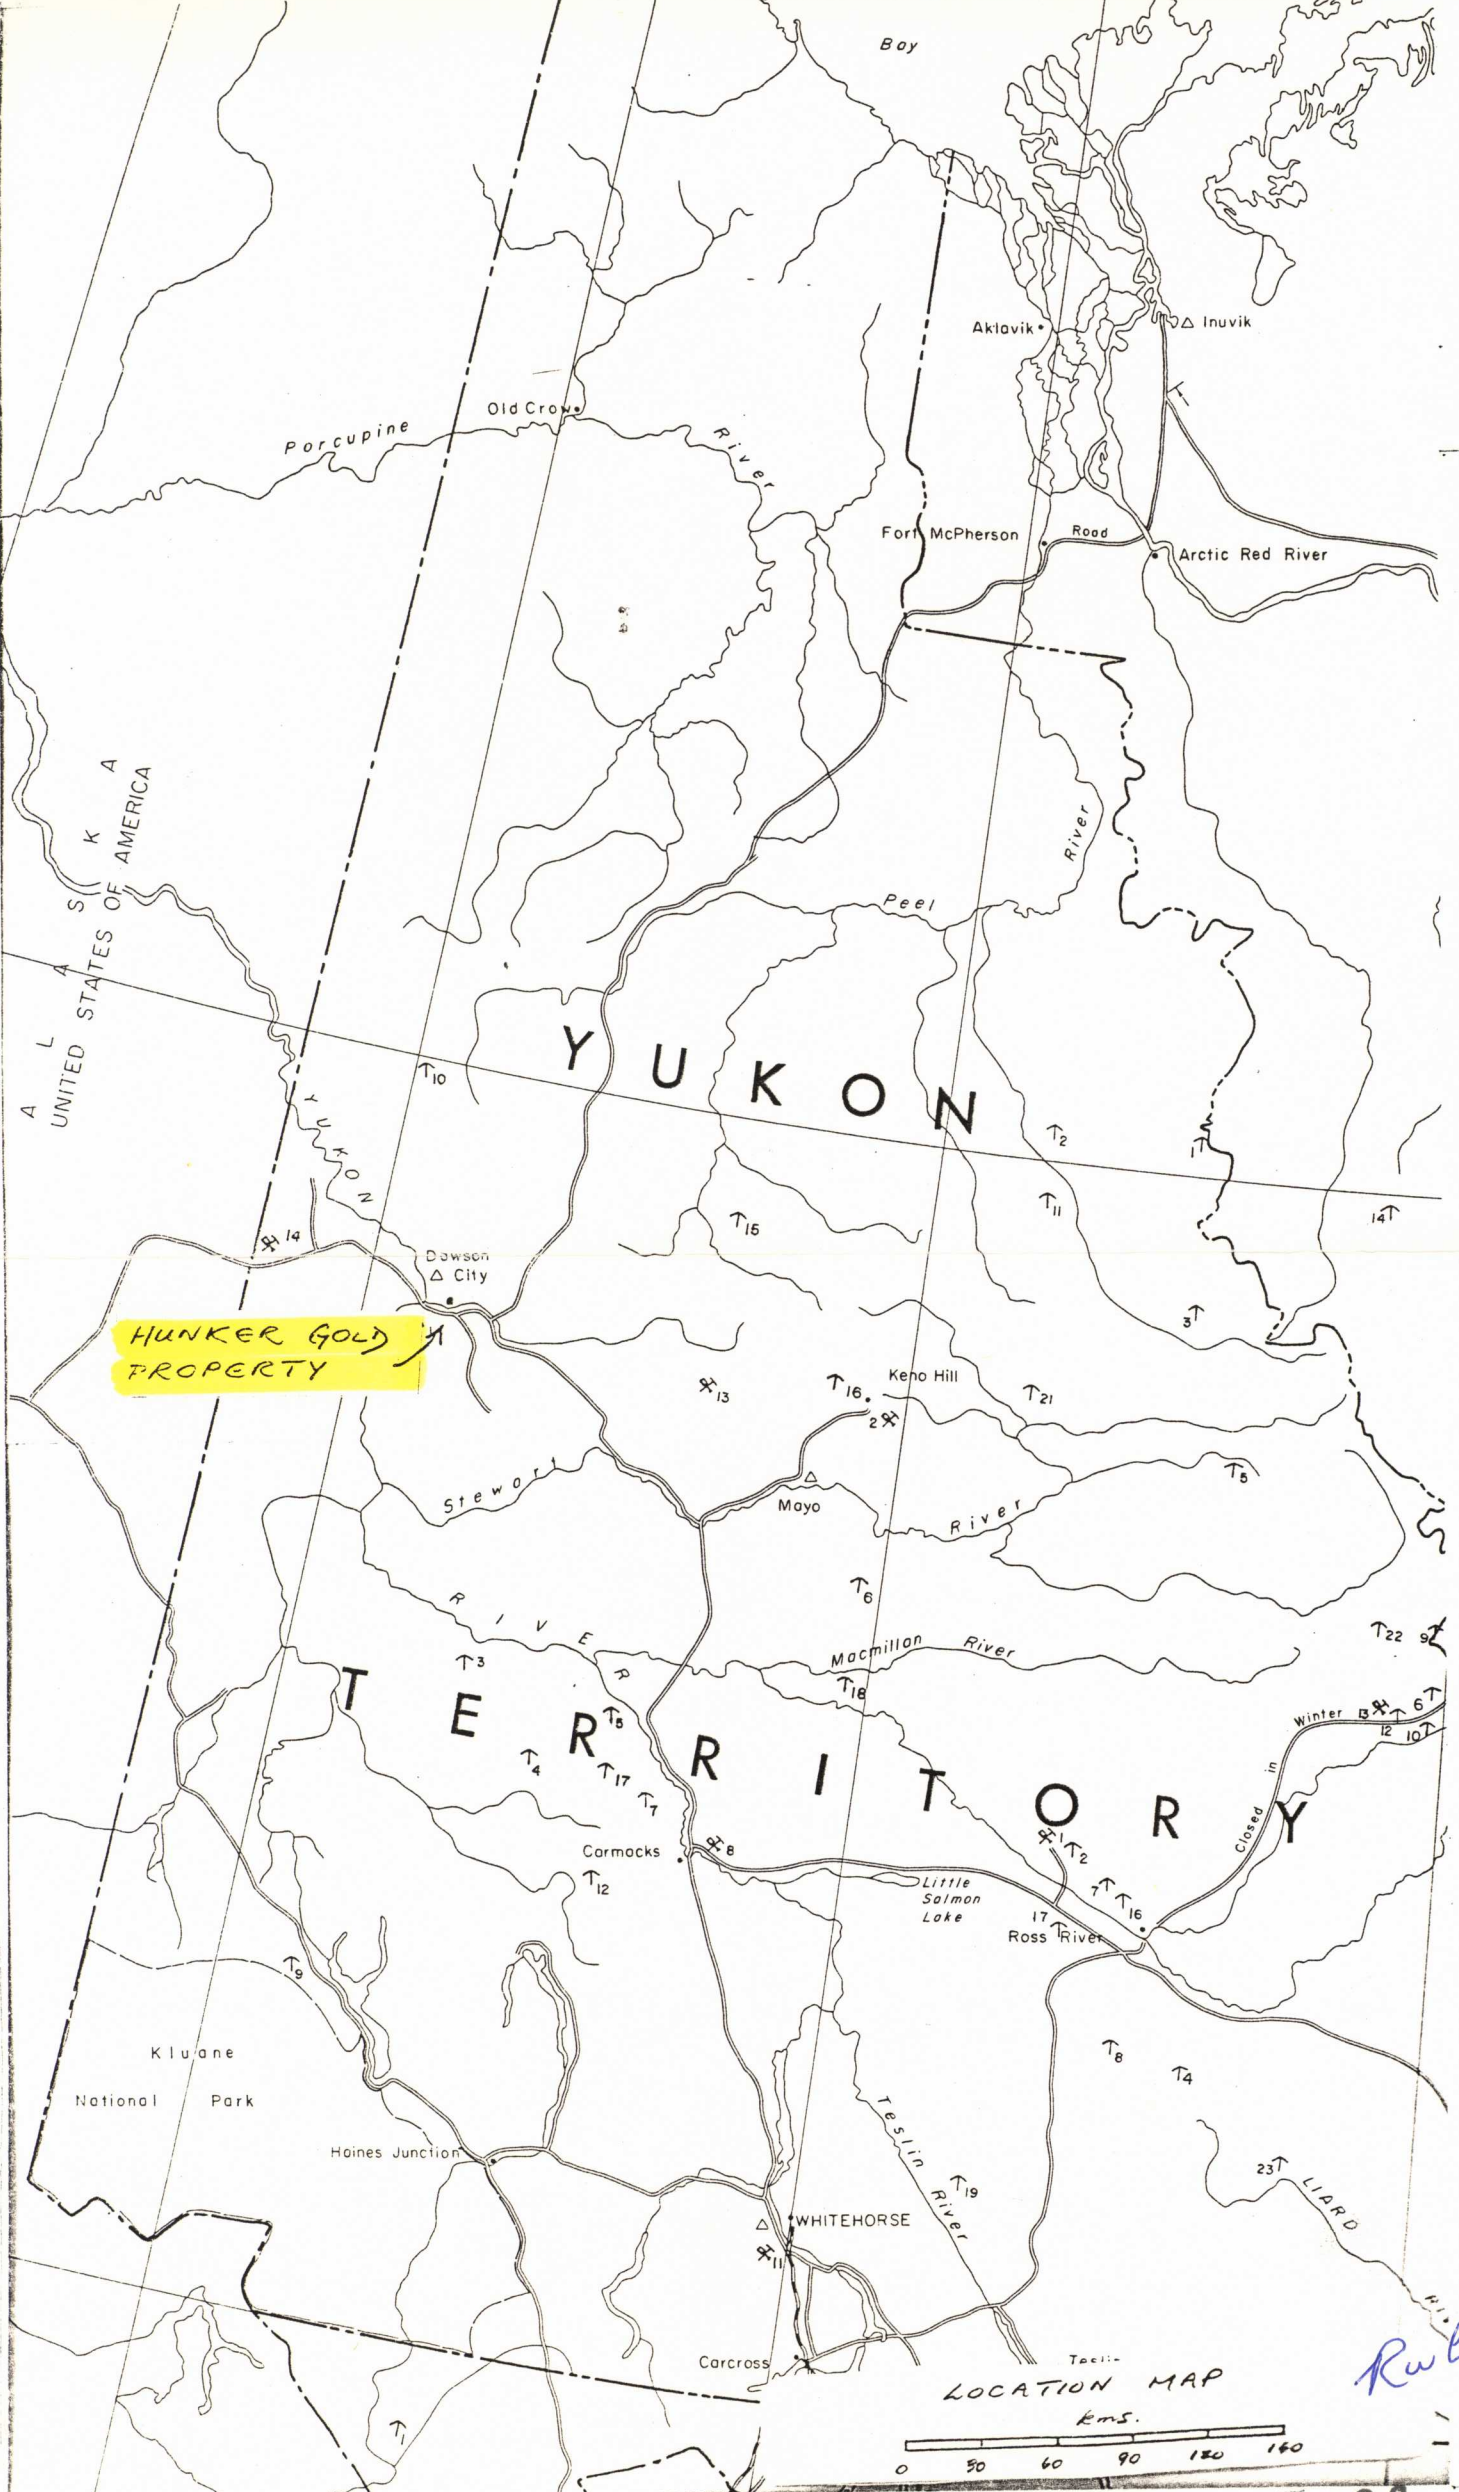 Bay
Aklavik
Inuvik
Old Crow
Porcupine
River
Fort McPherson
Road
Arctic Red River
ALASKA
UNITED STATES OF AMERICA
River
Peel
YUKON
10
YUKON
2
1
11
14
15
14
Dawson
City
3
HUNKER GOLD
PROPERTY
13
16
Keno Hill
2
21
Stewart
5
Mayo
River
RIVER
6
Macmillan River
22
9
3
18
TERRITORY
5
4
17
7
Winter
13
6
12
10
in
Closed
1
2
Carmacks
8
12
Little
Salmon
Lake
7
16
17
Ross River
9
Kluane
National Park
8
4
Teslin
River
Haines Junction
23
19
LIARD
WHITEHORSE
11
Carcross
LOCATION MAP
kms.
0 30 60 90 120 160
1